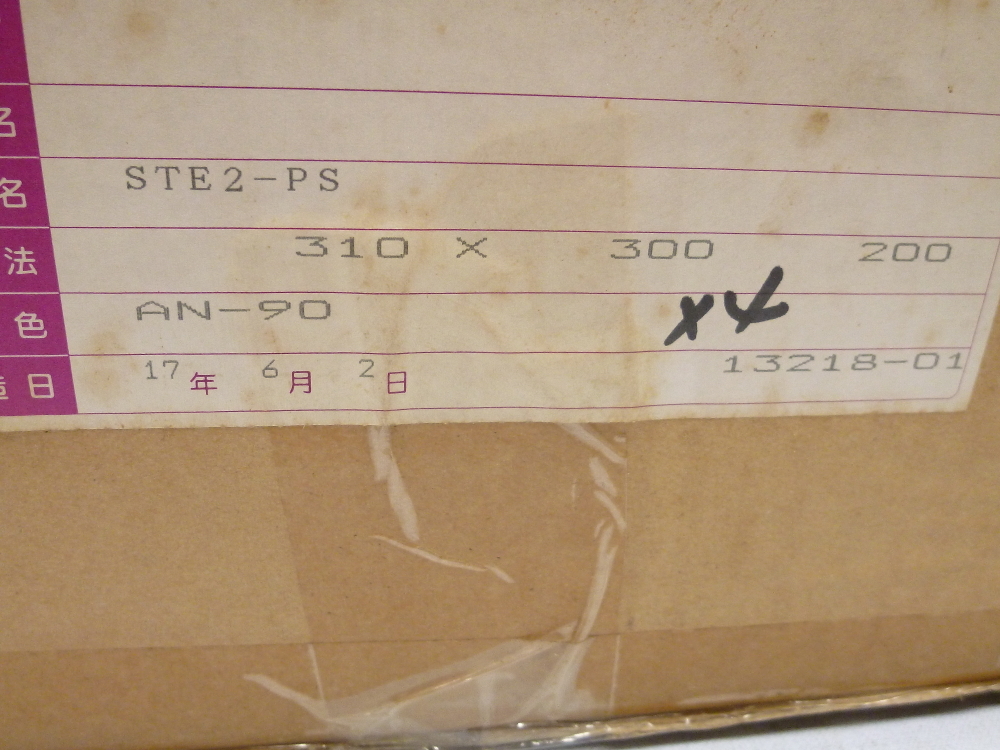 名
名 STE2-PS
法 310 X 300 200
色 AN-90 x4
造日 17年 6月 2日 13218-01